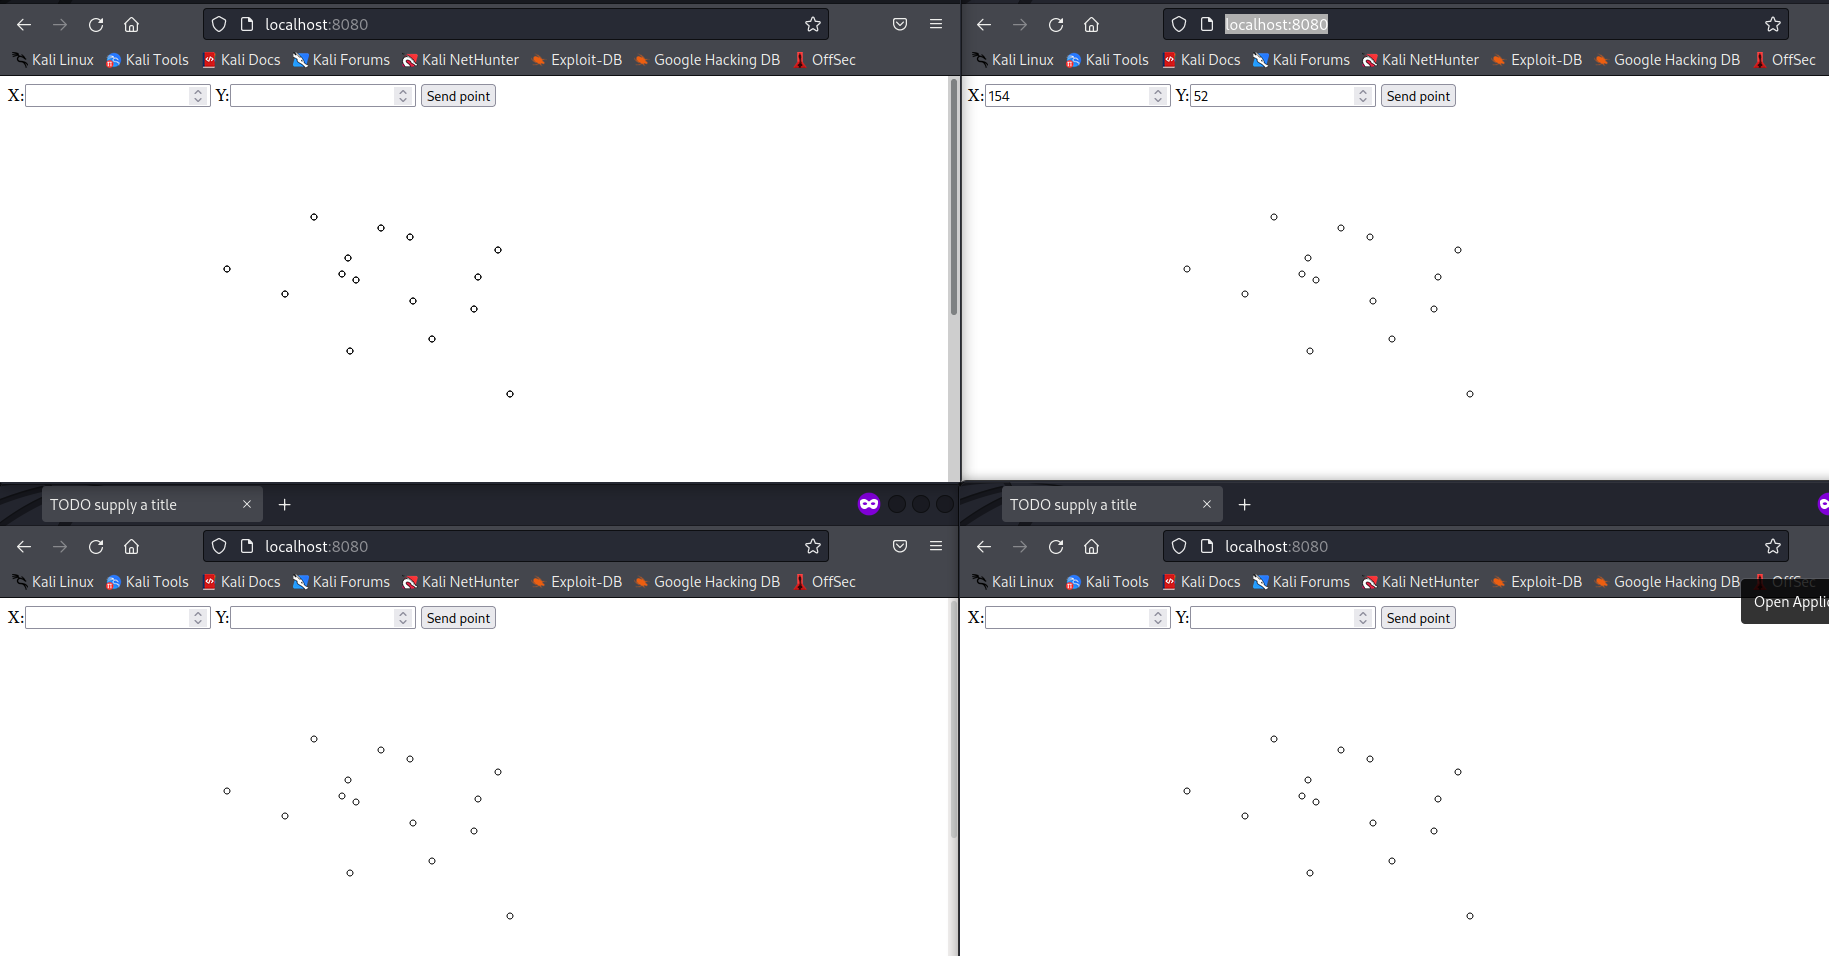 localhost:8080
Kali Linux Kali Tools Kali Docs Kali Forums Kali NetHunter Exploit-DB Google Hacking DB OffSec
X: Y: Send point
localhost:8080
Kali Linux Kali Tools Kali Docs Kali Forums Kali NetHunter Exploit-DB Google Hacking DB OffSec
X:154 Y:52 Send point
TODO supply a title
localhost:8080
Kali Linux Kali Tools Kali Docs Kali Forums Kali NetHunter Exploit-DB Google Hacking DB OffSec
X: Y: Send point
TODO supply a title
localhost:8080
Kali Linux Kali Tools Kali Docs Kali Forums Kali NetHunter Exploit-DB Google Hacking DB OffSec
Open Appli
X: Y: Send point